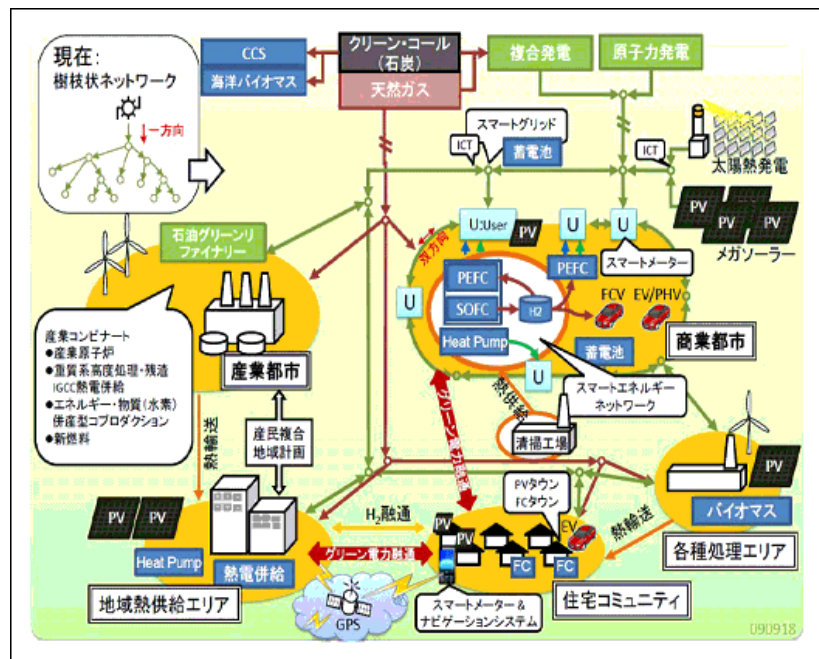 現在:
樹枝状ネットワーク
一方向
CCS
海洋バイオマス
クリーン・コール
(石炭)
天然ガス
複合発電
原子力発電
スマートグリッド
ICT
蓄電池
ICT
太陽熱発電
PV
PV
PV
PV
メガソーラー
石油グリーンリ
ファイナリー
双方向
U:User
PV
U
U
スマートメーター
PEFC
PEFC
SOFC
H2
FCV
EV/PHV
U
Heat Pump
U
蓄電池
商業都市
産業コンビナート
●産業原子炉
●重質系高度処理・残渣
IGCC熱電併給
●エネルギー・物質(水素)
併産型コプロダクション
●新燃料
産業都市
スマートエネルギー
ネットワーク
熱供給
清掃工場
グリーン電力融通
熱輸送
産民複合
地域計画
PV
バイオマス
各種処理エリア
熱輸送
PVタウン
FCタウン
PV
PV
H2融通
PV
PV
EV
Heat Pump
熱電併給
グリーン電力融通
FC
FC
地域熱供給エリア
GPS
スマートメーター &
ナビゲーションシステム
住宅コミュニティ
090918